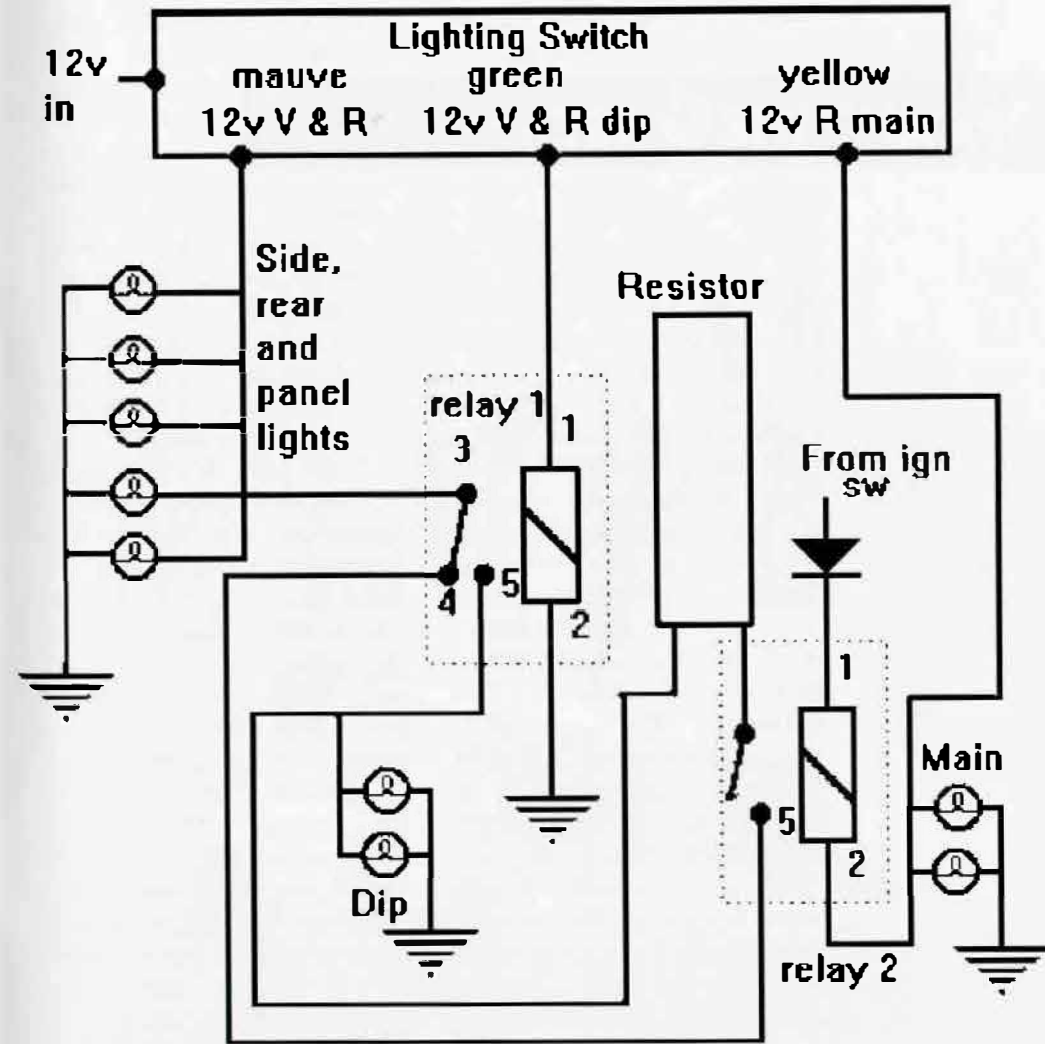 Lighting Switch
12v
in
mauve
12v V & R
green
12v V & R dip
yellow
12v R main
Side,
rear
and
panel
lights
Resistor
relay 1
1
3
4
5
2
From ign
sw
1
5
2
Main
relay 2
Dip